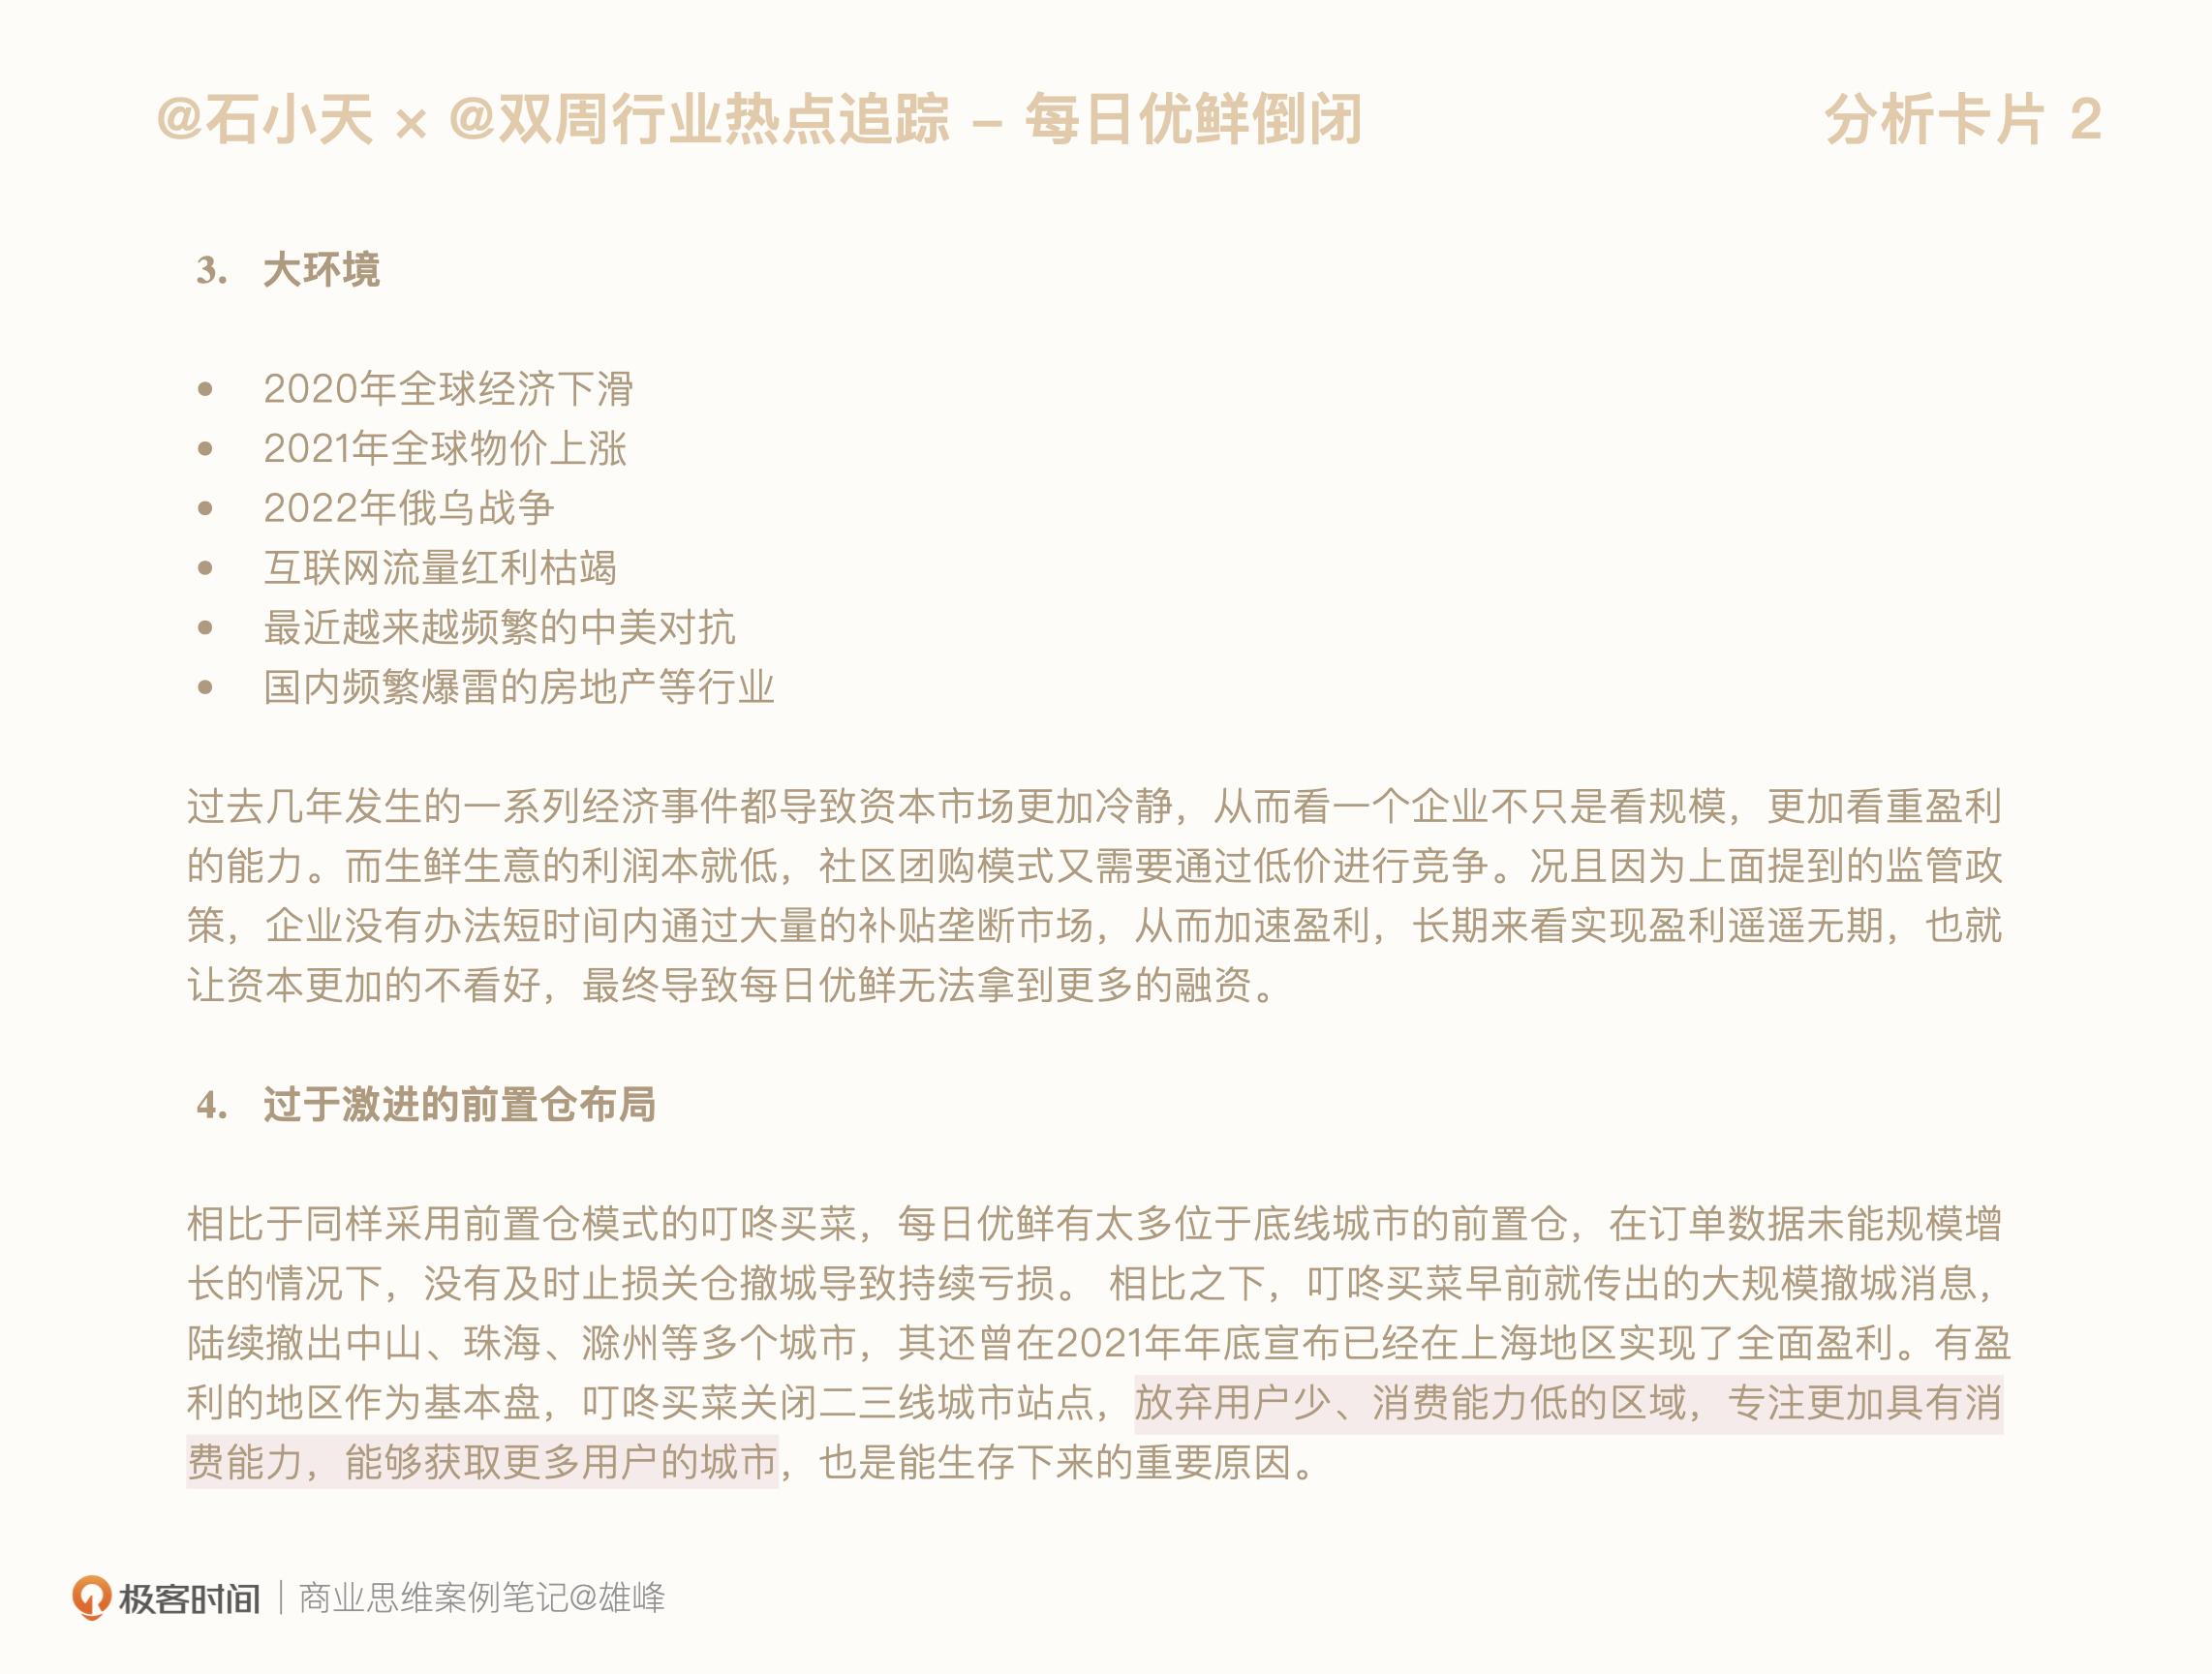 @石小天 × @双周行业热点追踪 – 每日优鲜倒闭
分析卡片 2
3. 大环境
• 2020年全球经济下滑
• 2021年全球物价上涨
• 2022年俄乌战争
• 互联网流量红利枯竭
• 最近越来越频繁的中美对抗
• 国内频繁爆雷的房地产等行业
过去几年发生的一系列经济事件都导致资本市场更加冷静，从而看一个企业不只是看规模，更加看重盈利
的能力。而生鲜生意的利润本就低，社区团购模式又需要通过低价进行竞争。况且因为上面提到的监管政
策，企业没有办法短时间内通过大量的补贴垄断市场，从而加速盈利，长期来看实现盈利遥遥无期，也就
让资本更加的不看好，最终导致每日优鲜无法拿到更多的融资。
4. 过于激进的前置仓布局
相比于同样采用前置仓模式的叮咚买菜，每日优鲜有太多位于底线城市的前置仓，在订单数据未能规模增
长的情况下，没有及时止损关仓撤城导致持续亏损。 相比之下，叮咚买菜早前就传出的大规模撤城消息，
陆续撤出中山、珠海、滁州等多个城市，其还曾在2021年年底宣布已经在上海地区实现了全面盈利。有盈
利的地区作为基本盘，叮咚买菜关闭二三线城市站点，放弃用户少、消费能力低的区域，专注更加具有消
费能力，能够获取更多用户的城市，也是能生存下来的重要原因。
极客时间 | 商业思维案例笔记@雄峰